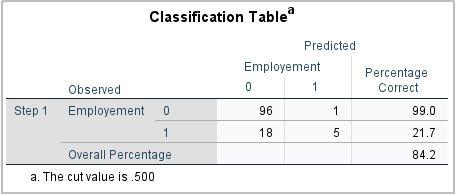 Classification Tableᵃ
Predicted
Employement Percentage Correct
Observed 0 1
Step 1 Employement 0 96 1 99.0
1 18 5 21.7
Overall Percentage 84.2
a. The cut value is .500